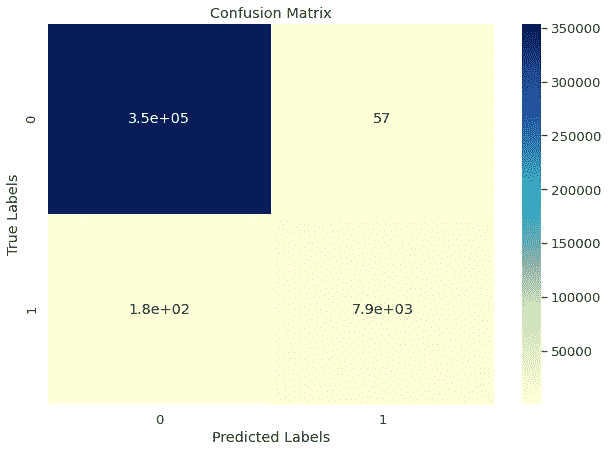 Confusion Matrix
350000
300000
250000
200000
150000
100000
50000
3.5e+05 57
1.8e+02 7.9e+03
0
1
True Labels
0 1
Predicted Labels